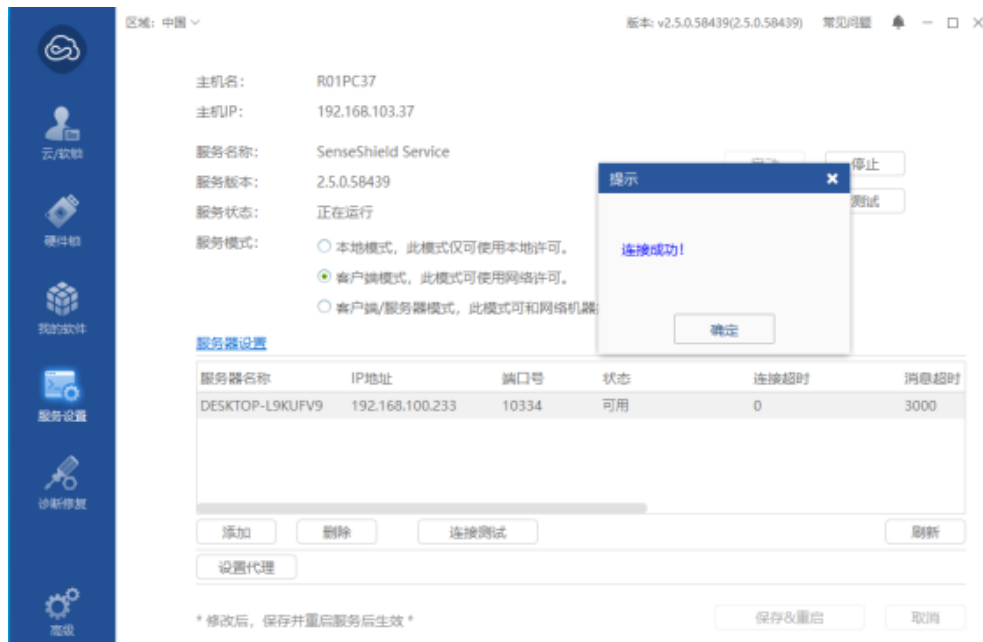 区域: 中国
版本: v2.5.0.58439(2.5.0.58439) 常见问题
云/软锁
硬件锁
我的软件
服务设置
诊断修复
高级
主机名: R01PC37
主机IP: 192.168.103.37
服务名称: SenseShield Service
停止
服务版本: 2.5.0.58439
测试
服务状态: 正在运行
服务模式: 本地模式，此模式仅可使用本地许可。
客户端模式，此模式可使用网络许可。
客户端/服务器模式，此模式可和网络机器
提示
连接成功!
确定
服务器设置
服务器名称 IP地址 端口号 状态 连接超时 消息超时
DESKTOP-L9KUFV9 192.168.100.233 10334 可用 0 3000
添加 删除 连接测试 刷新
设置代理
* 修改后，保存并重启服务后生效 * 保存&重启 取消